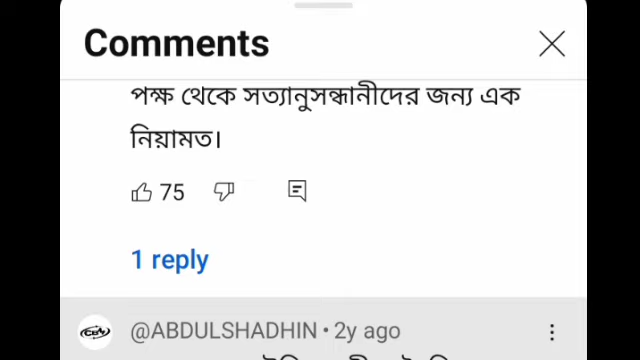 Comments
পক্ষ থেকে সত্যানুসন্ধানীদের জন্য এক
নিয়ামত।
75
1 reply
@ABDULSHADHIN • 2y ago